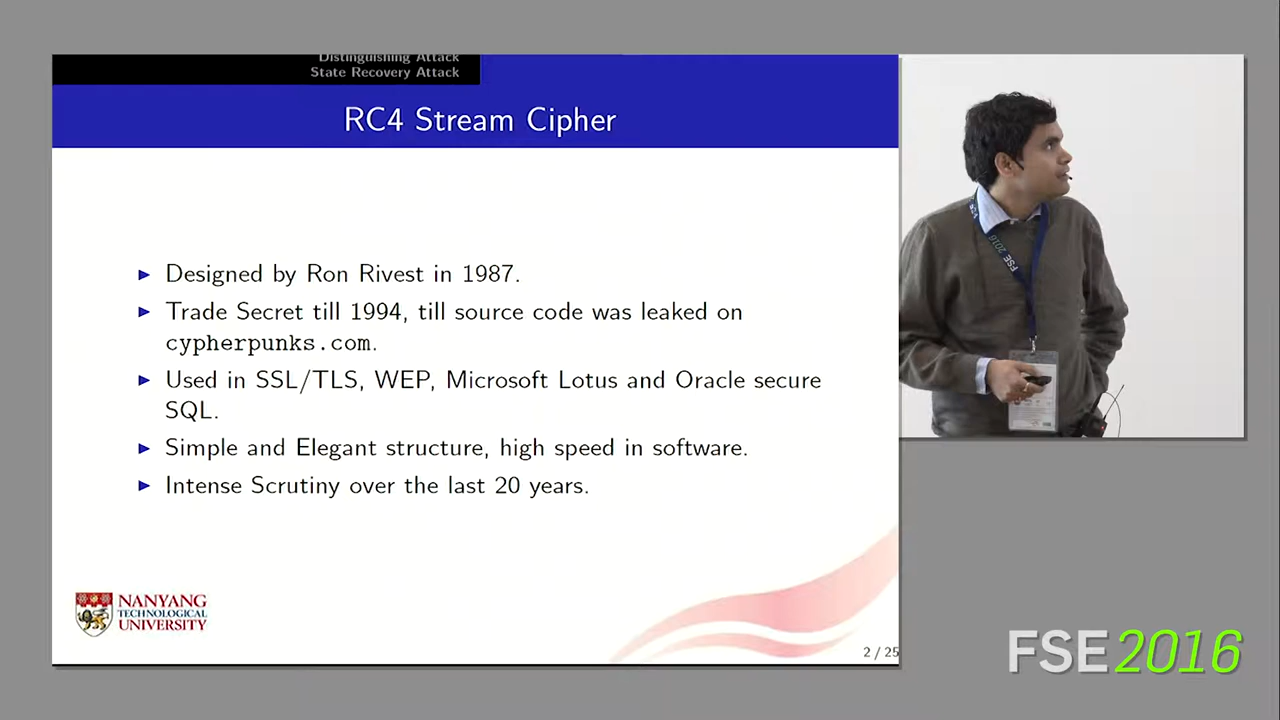 Distinguishing Attack
State Recovery Attack
RC4 Stream Cipher
Designed by Ron Rivest in 1987.
Trade Secret till 1994, till source code was leaked on
cypherpunks.com.
Used in SSL/TLS, WEP, Microsoft Lotus and Oracle secure
SQL.
Simple and Elegant structure, high speed in software.
Intense Scrutiny over the last 20 years.
NANYANG
TECHNOLOGICAL
UNIVERSITY
2 / 25
FSE 2016
FSE 2016